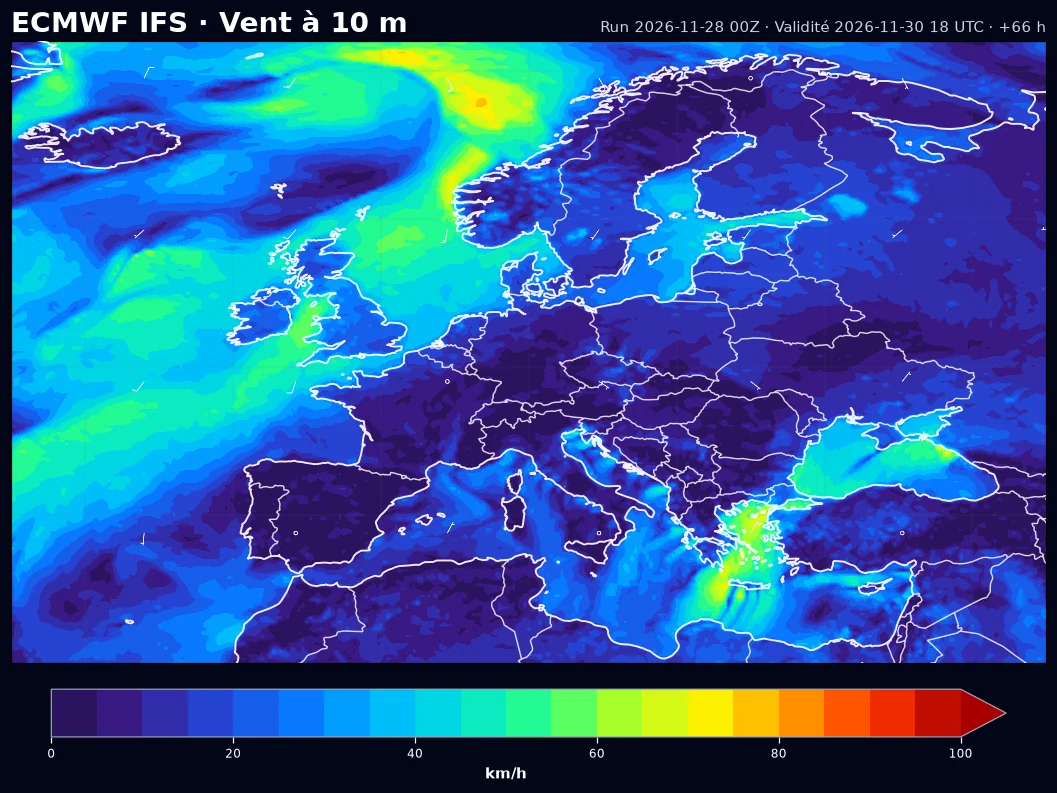 ECMWF IFS · Vent à 10 m
Run 2026-11-28 00Z · Validité 2026-11-30 18 UTC · +66 h
0 20 40 60 80 100
km/h